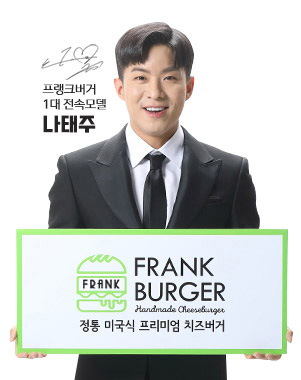 프랭크버거
1대 전속모델
나태주
FRANK
FRANK
BURGER
Handmade Cheeseburger
정통 미국식 프리미엄 치즈버거